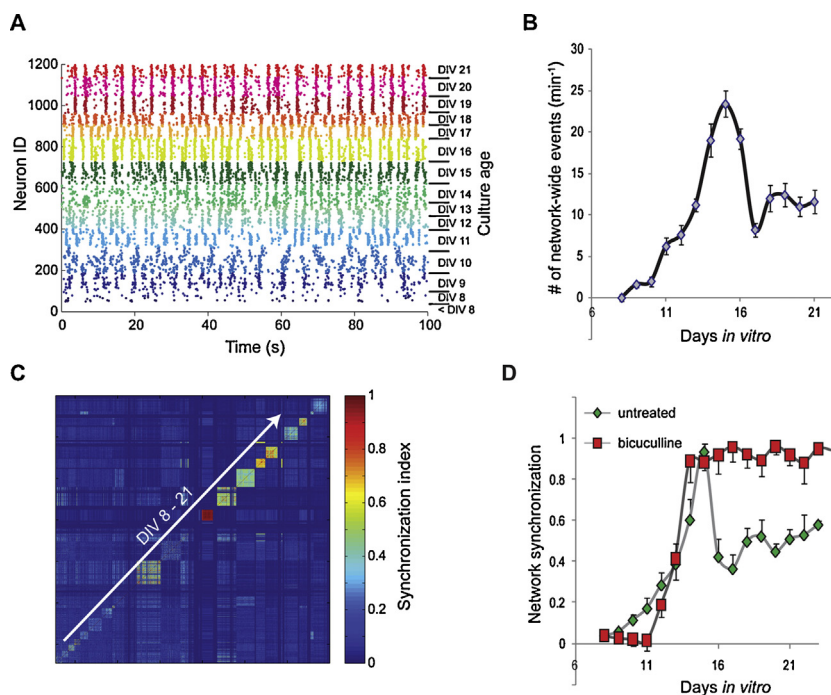 A
1200
1000
800
600
400
200
0
Neuron ID
0
20
40
60
80
100
Time (s)
DIV 21
DIV 20
DIV 19
DIV 18
DIV 17
DIV 16
DIV 15
DIV 14
DIV 13
DIV 12
DIV 11
DIV 10
DIV 9
DIV 8
< DIV 8
Culture age
B
30
25
20
15
10
5
0
# of network-wide events (min-1)
6
11
16
21
Days in vitro
C
DIV 8 - 21
1
0.8
0.6
0.4
0.2
0
Synchronization index
D
untreated
bicuculline
1
0.8
0.6
0.4
0.2
0
Network synchronization
6
11
16
21
Days in vitro